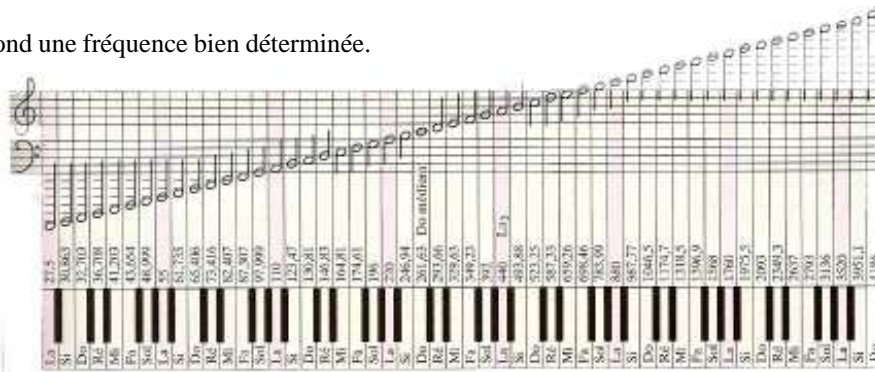 ond une fréquence bien déterminée.
Do médium
La3
27,5 30,863 32,703 36,708 41,203 43,654 48,999 55 61,735 65,406 73,416 82,407 87,307 97,999 110 123,47 130,81 146,83 164,81 174,61 196 220 246,94 261,63 293,66 329,63 349,23 392 440 493,88 523,25 587,33 659,26 698,46 783,99 880 987,77 1046,5 1174,7 1318,5 1396,9 1568 1760 1975,5 2093 2349,3 2637 2793 3136 3520 3951,1 4186
La Si Do Ré Mi Fa Sol La Si Do Ré Mi Fa Sol La Si Do Ré Mi Fa Sol La Si Do Ré Mi Fa Sol La Si Do Ré Mi Fa Sol La Si Do Ré Mi Fa Sol La Si Do Ré Mi Fa Sol La Si Do